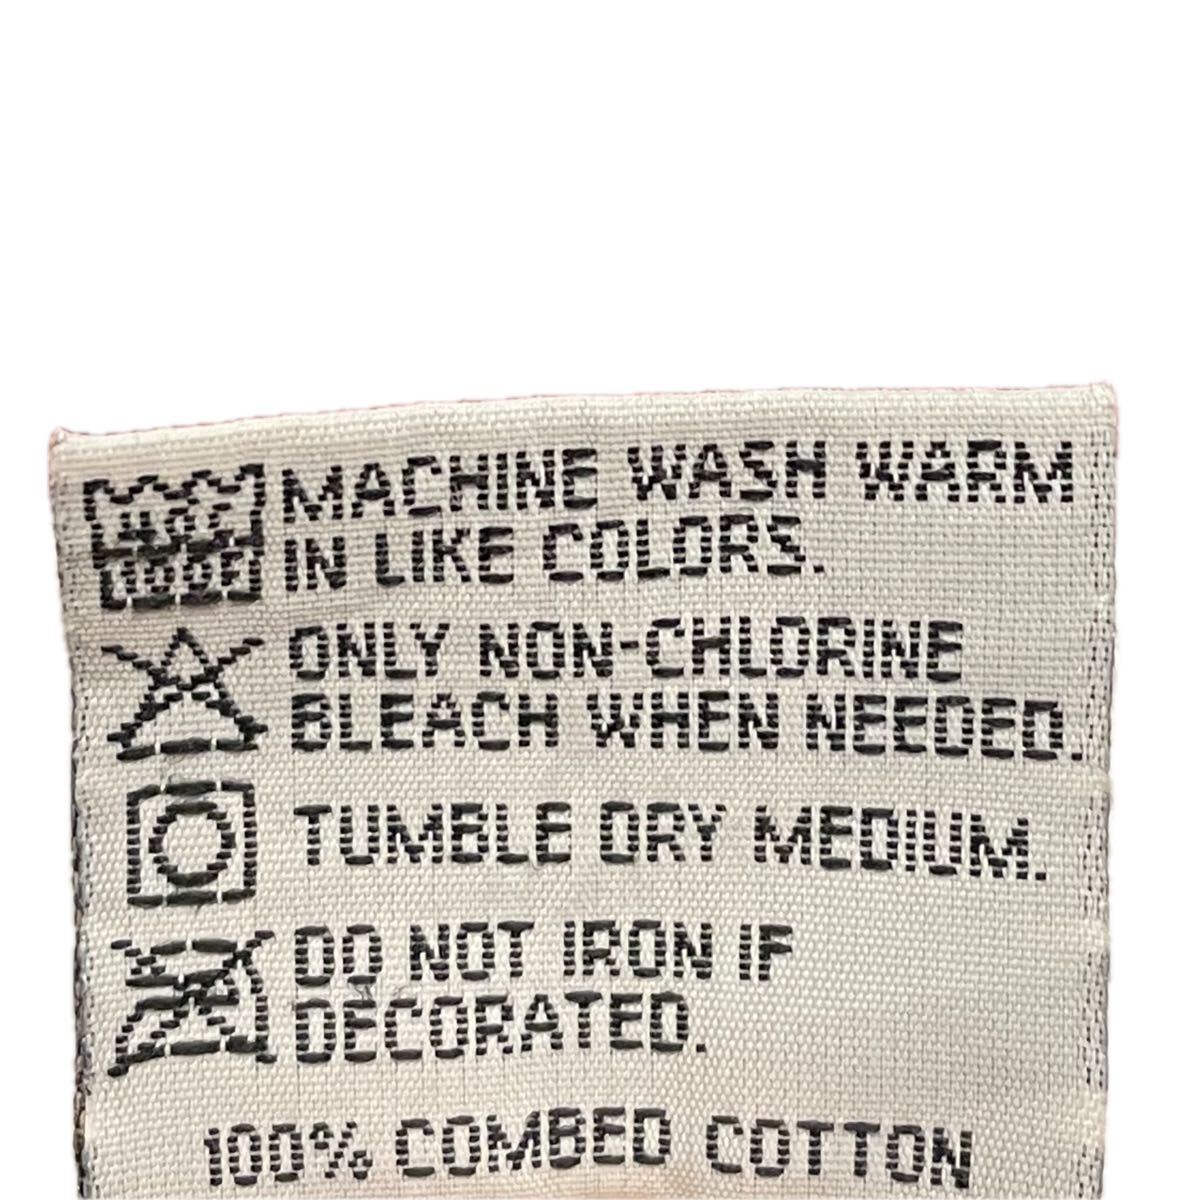 MACHINE WASH WARM
IN LIKE COLORS.
ONLY NON-CHLORINE
BLEACH WHEN NEEDED.
TUMBLE DRY MEDIUM.
DO NOT IRON IF
DECORATED.
100% COMBED COTTON